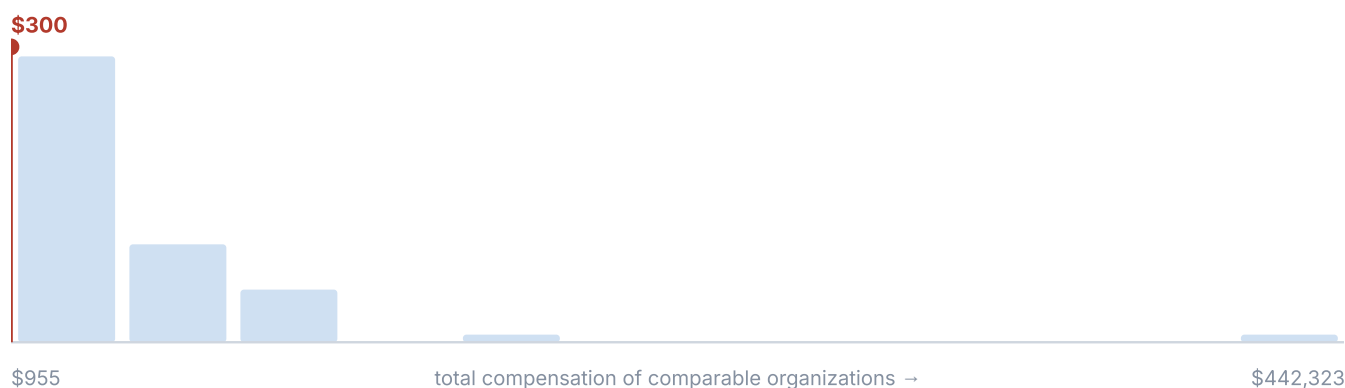 $300
$955 total compensation of comparable organizations → $442,323